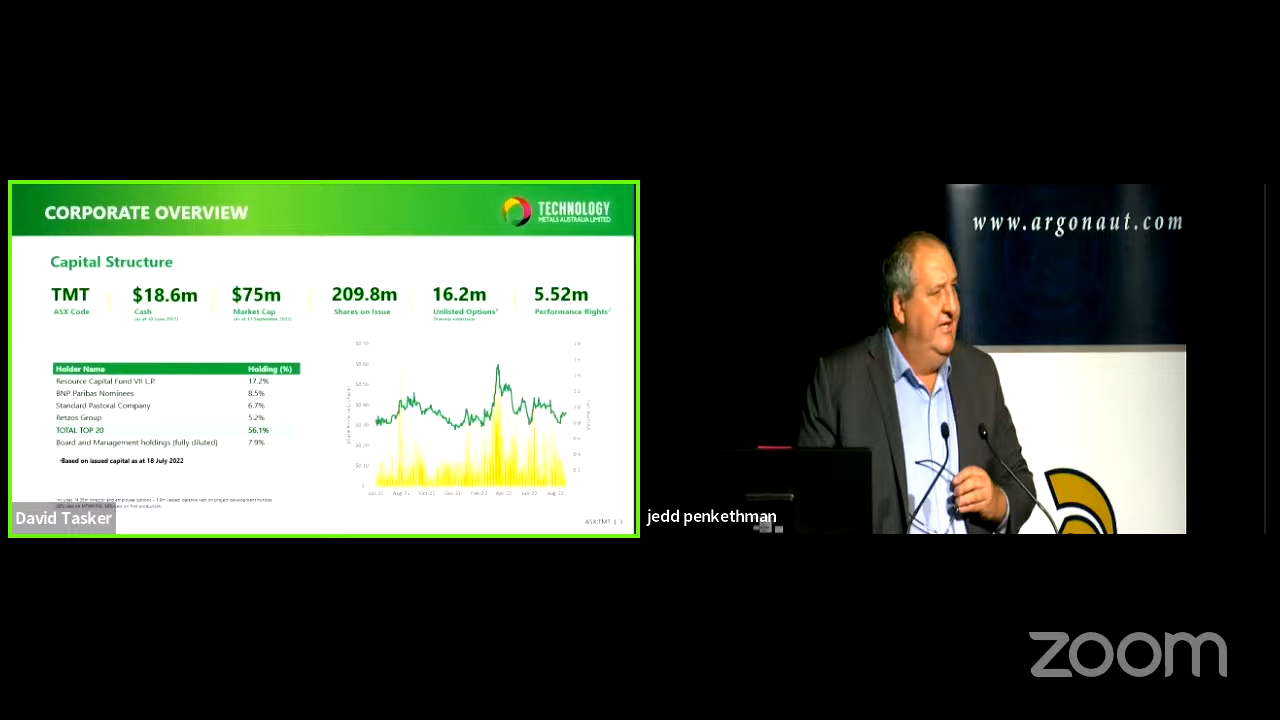 CORPORATE OVERVIEW
TECHNOLOGY
METALS AUSTRALIA LIMITED
Capital Structure
TMT
ASX Code
$18.6m
Cash
$75m
Market Cap
209.8m
Shares on Issue
16.2m
Unlisted Options¹
5.52m
Performance Rights²
Holder Name Holding (%)
Resource Capital Fund VII L.P. 17.2%
BNP Paribas Nominees 8.5%
Standard Pastoral Company 6.7%
Retzos Group 5.2%
TOTAL TOP 20 56.1%
Board and Management holdings (fully diluted) 7.9%
Based on issued capital as at 18 July 2022
ASX:TMT | 3
David Tasker
www.argonaut.com
jedd penkethman
zoom